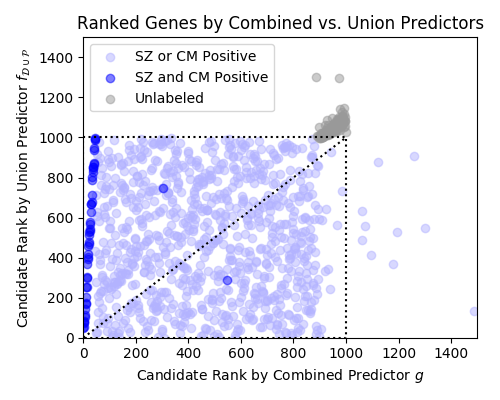 Ranked Genes by Combined vs. Union Predictors
SZ or CM Positive
SZ and CM Positive
Unlabeled
Candidate Rank by Union Predictor f_{𝒟∪𝒫}
1400
1200
1000
800
600
400
200
0
0 200 400 600 800 1000 1200 1400
Candidate Rank by Combined Predictor g